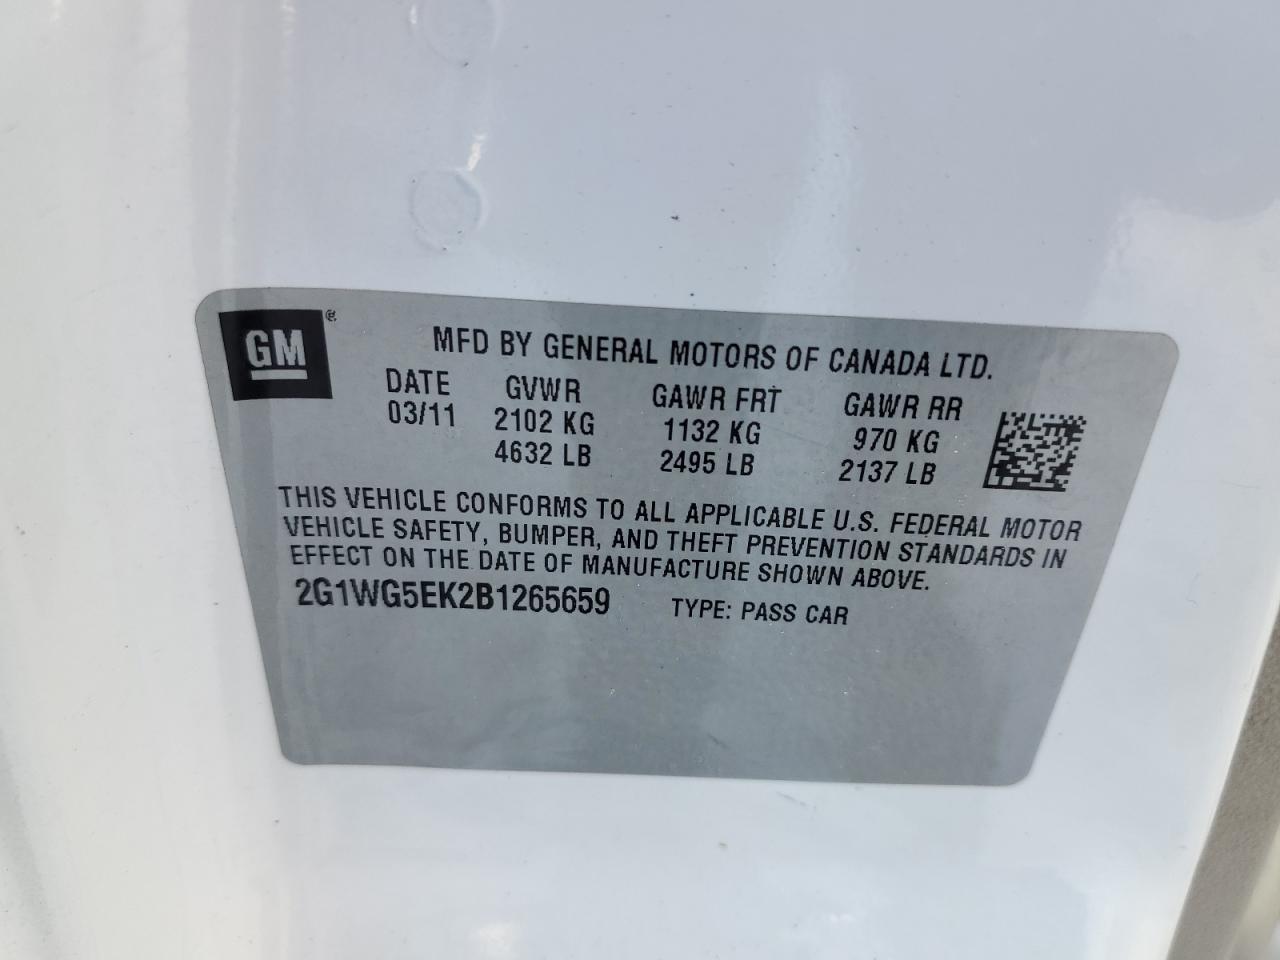 GM
MFD BY GENERAL MOTORS OF CANADA LTD.
DATE GVWR GAWR FRT GAWR RR
03/11 2102 KG 1132 KG 970 KG
4632 LB 2495 LB 2137 LB
THIS VEHICLE CONFORMS TO ALL APPLICABLE U.S. FEDERAL MOTOR
VEHICLE SAFETY, BUMPER, AND THEFT PREVENTION STANDARDS IN
EFFECT ON THE DATE OF MANUFACTURE SHOWN ABOVE.
2G1WG5EK2B1265659 TYPE: PASS CAR